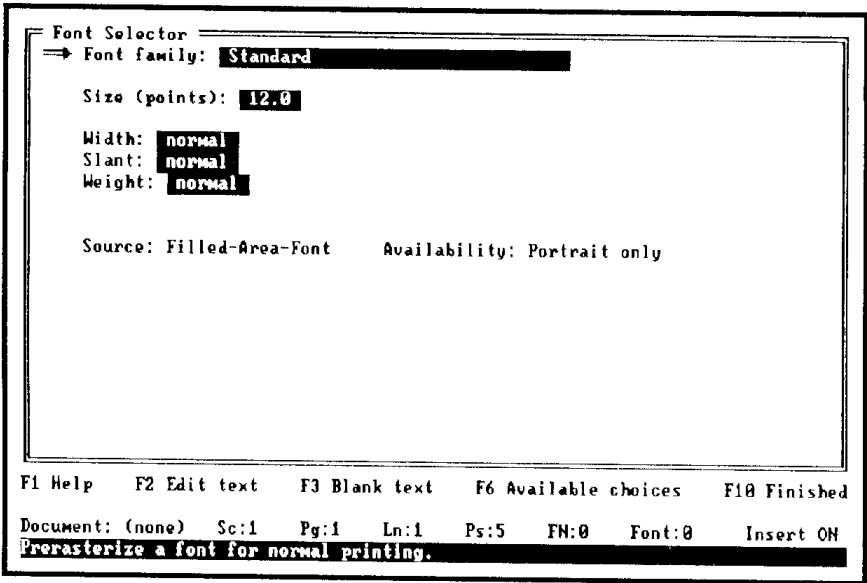 Font Selector
Font family: Standard
Size (points): 12.0
Width: normal
Slant: normal
Weight: normal
Source: Filled-Area-Font Availability: Portrait only
F1 Help F2 Edit text F3 Blank text F6 Available choices F10 Finished
Document: (none) Sc:1 Pg:1 Ln:1 Ps:5 FN:0 Font:0 Insert ON
Prerasterize a font for normal printing.